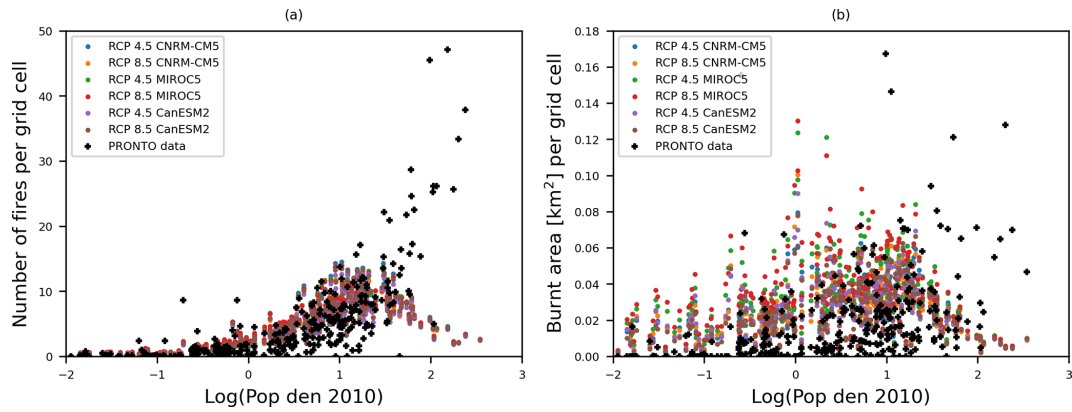 (a)
Number of fires per grid cell
50
40
30
20
10
0
RCP 4.5 CNRM-CM5
RCP 8.5 CNRM-CM5
RCP 4.5 MIROC5
RCP 8.5 MIROC5
RCP 4.5 CanESM2
RCP 8.5 CanESM2
PRONTO data
−2 −1 0 1 2 3
Log(Pop den 2010)
(b)
Burnt area [km²] per grid cell
0.18
0.16
0.14
0.12
0.10
0.08
0.06
0.04
0.02
0.00
RCP 4.5 CNRM-CM5
RCP 8.5 CNRM-CM5
RCP 4.5 MIROC5
RCP 8.5 MIROC5
RCP 4.5 CanESM2
RCP 8.5 CanESM2
PRONTO data
−2 −1 0 1 2 3
Log(Pop den 2010)